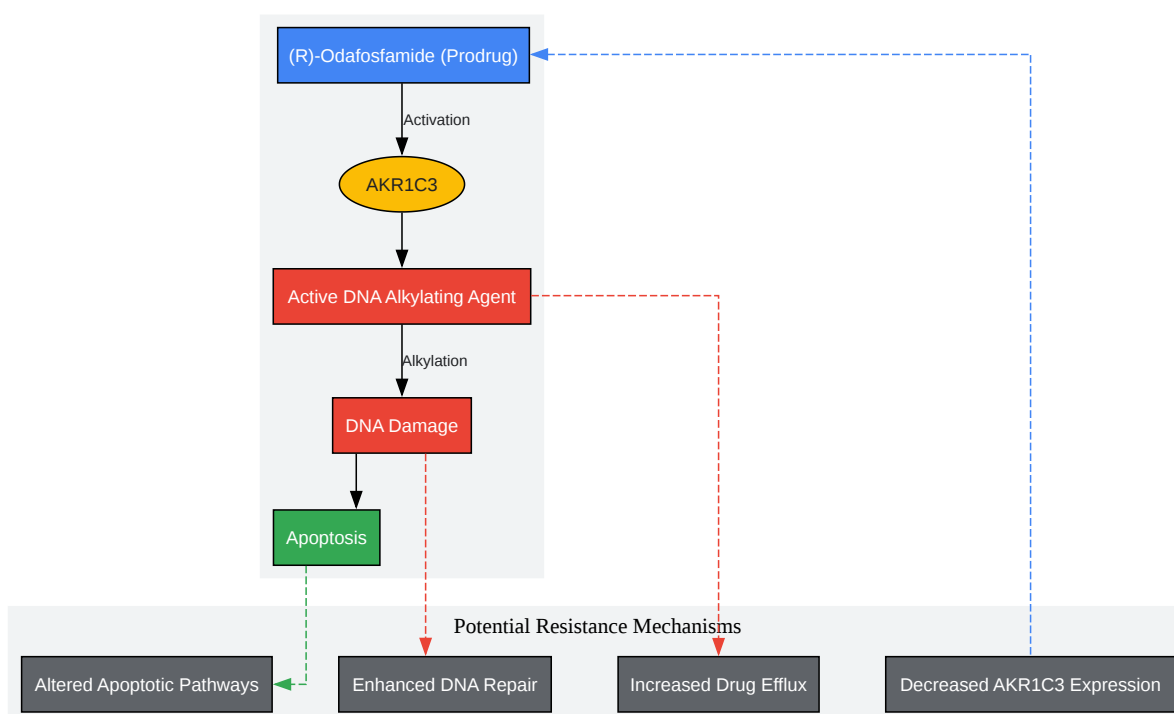 (R)-Odafosfamide (Prodrug)
Activation
AKR1C3
Active DNA Alkylating Agent
Alkylation
DNA Damage
Apoptosis
Potential Resistance Mechanisms
Altered Apoptotic Pathways
Enhanced DNA Repair
Increased Drug Efflux
Decreased AKR1C3 Expression